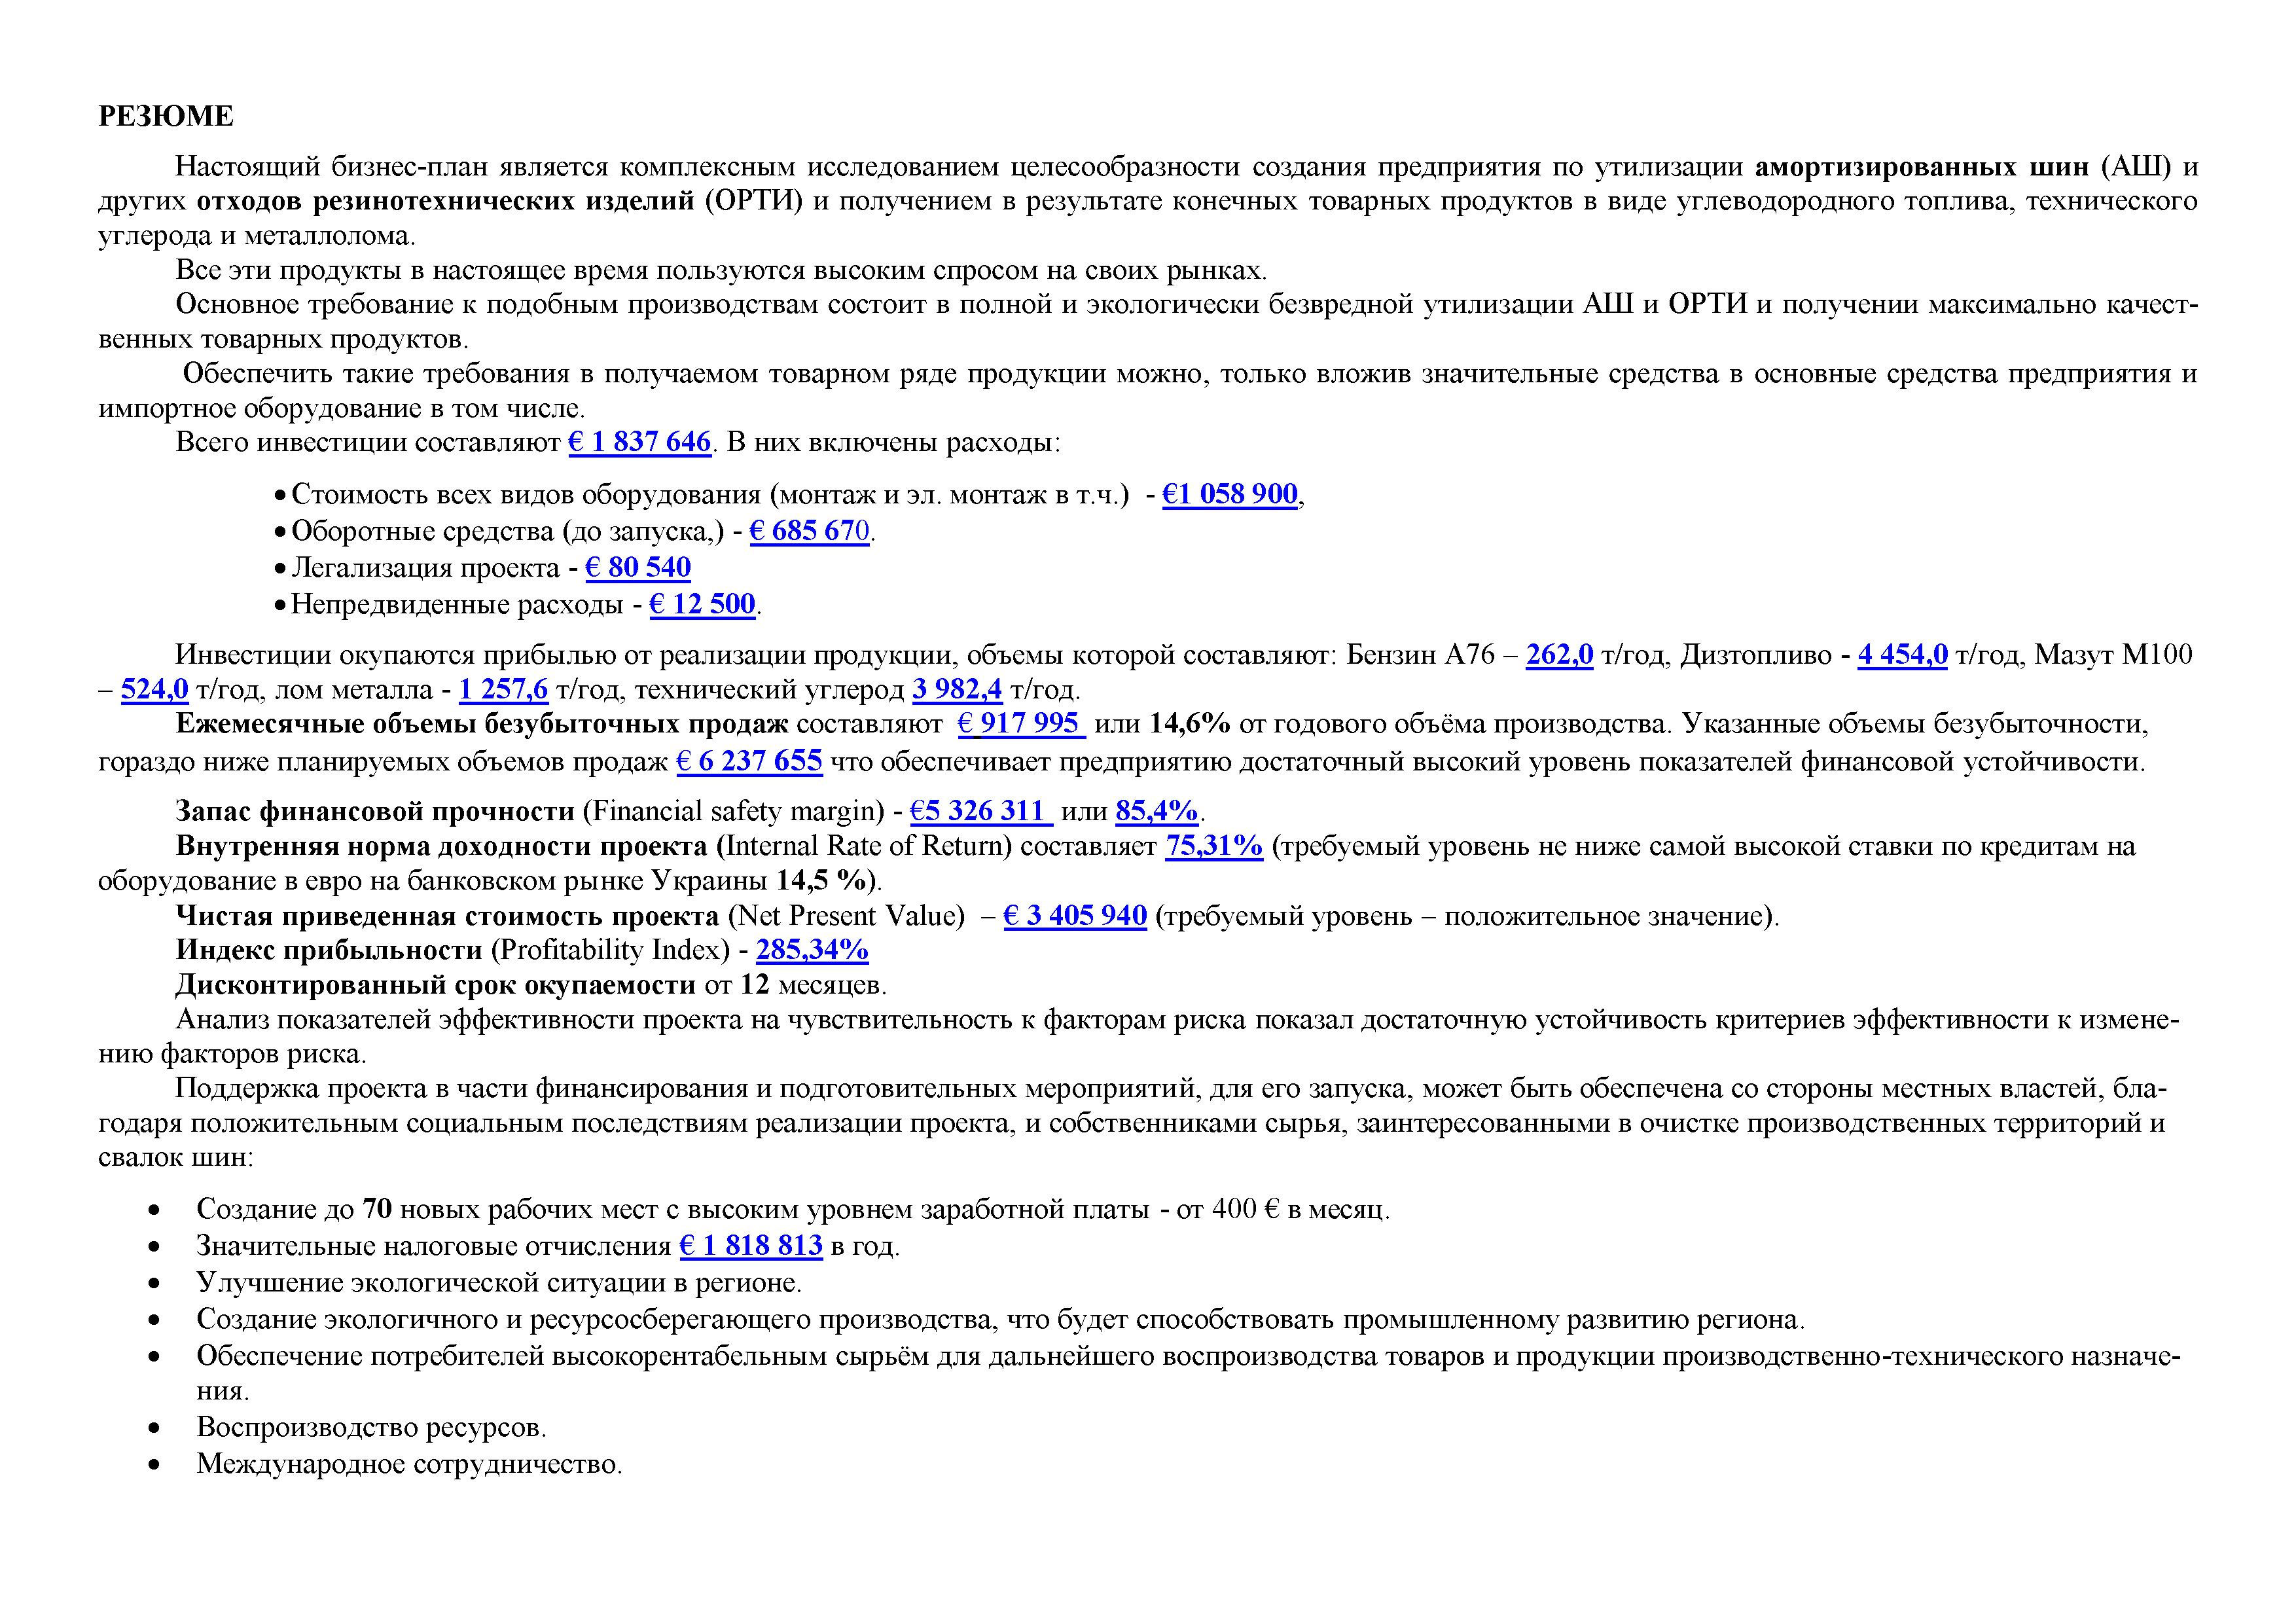 РЕЗЮМЕ
Настоящий бизнес-план является комплексным исследованием целесообразности создания предприятия по утилизации амортизированных шин (АШ) и
других отходов резинотехнических изделий (ОРТИ) и получением в результате конечных товарных продуктов в виде углеводородного топлива, технического
углерода и металлолома.
Все эти продукты в настоящее время пользуются высоким спросом на своих рынках.
Основное требование к подобным производствам состоит в полной и экологически безвредной утилизации АШ и ОРТИ и получении максимально качест-
венных товарных продуктов.
Обеспечить такие требования в получаемом товарном ряде продукции можно, только вложив значительные средства в основные средства предприятия и
импортное оборудование в том числе.
Всего инвестиции составляют € 1 837 646. В них включены расходы:
• Стоимость всех видов оборудования (монтаж и эл. монтаж в т.ч.) - €1 058 900,
• Оборотные средства (до запуска,) - € 685 670.
• Легализация проекта - € 80 540
• Непредвиденные расходы - € 12 500.
Инвестиции окупаются прибылью от реализации продукции, объемы которой составляют: Бензин А76 – 262,0 т/год, Дизтопливо - 4 454,0 т/год, Мазут М100
– 524,0 т/год, лом металла - 1 257,6 т/год, технический углерод 3 982,4 т/год.
Ежемесячные объемы безубыточных продаж составляют € 917 995 или 14,6% от годового объёма производства. Указанные объемы безубыточности,
гораздо ниже планируемых объемов продаж € 6 237 655 что обеспечивает предприятию достаточный высокий уровень показателей финансовой устойчивости.
Запас финансовой прочности (Financial safety margin) - €5 326 311 или 85,4%.
Внутренняя норма доходности проекта (Internal Rate of Return) составляет 75,31% (требуемый уровень не ниже самой высокой ставки по кредитам на
оборудование в евро на банковском рынке Украины 14,5 %).
Чистая приведенная стоимость проекта (Net Present Value) – € 3 405 940 (требуемый уровень – положительное значение).
Индекс прибыльности (Profitability Index) - 285,34%
Дисконтированный срок окупаемости от 12 месяцев.
Анализ показателей эффективности проекта на чувствительность к факторам риска показал достаточную устойчивость критериев эффективности к измене-
нию факторов риска.
Поддержка проекта в части финансирования и подготовительных мероприятий, для его запуска, может быть обеспечена со стороны местных властей, бла-
годаря положительным социальным последствиям реализации проекта, и собственниками сырья, заинтересованными в очистке производственных территорий и
свалок шин:
• Создание до 70 новых рабочих мест с высоким уровнем заработной платы - от 400 € в месяц.
• Значительные налоговые отчисления € 1 818 813 в год.
• Улучшение экологической ситуации в регионе.
• Создание экологичного и ресурсосберегающего производства, что будет способствовать промышленному развитию региона.
• Обеспечение потребителей высокорентабельным сырьём для дальнейшего воспроизводства товаров и продукции производственно-технического назначе-
ния.
• Воспроизводство ресурсов.
• Международное сотрудничество.